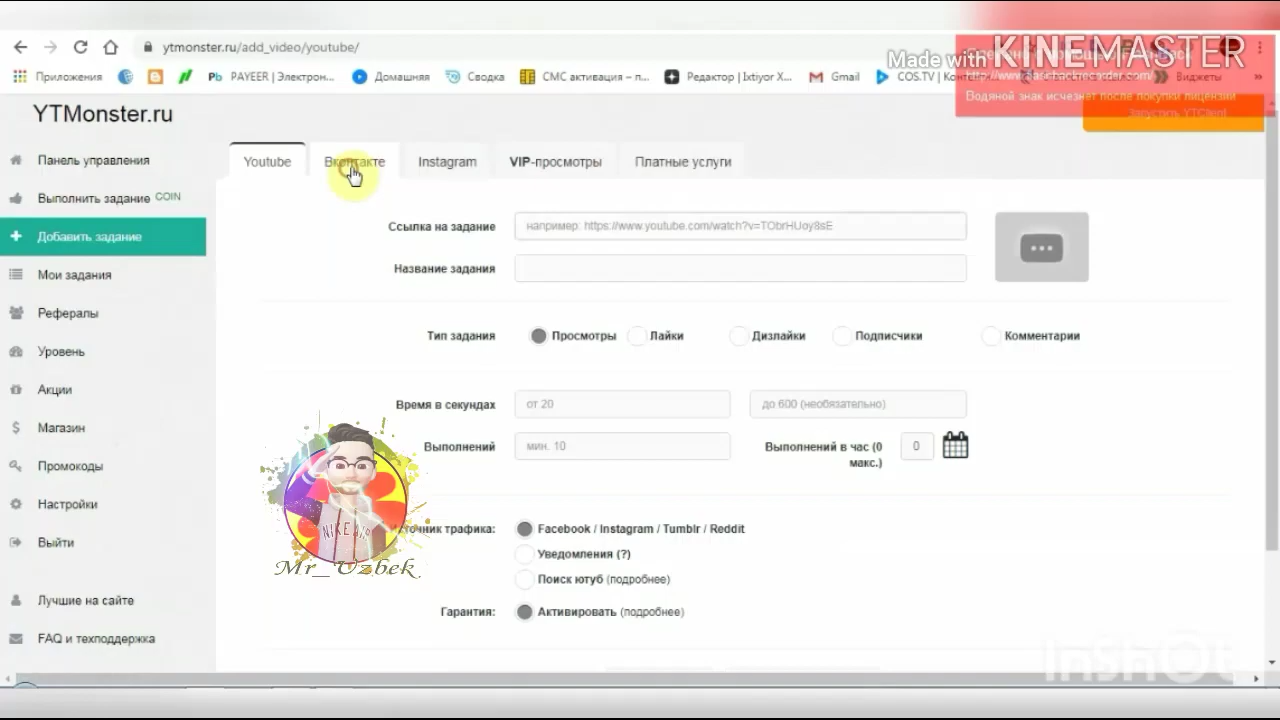 ytmonster.ru/add_video/youtube/
Made with KINEMASTER
Приложения
PAYEER | Электрон...
Домашняя
Сводка
СМС активация – п...
Редактор | Ixtiyor X...
Gmail
COS.TV | Конт
Виджеты
»
Водяной знак исчезнет после покупки лицензии
YTMonster.ru
Запустить YTClient
Панель управления
Выполнить задание COIN
Добавить задание
Мои задания
Рефералы
Уровень
Акции
Магазин
Промокоды
Настройки
Выйти
Лучшие на сайте
FAQ и техподдержка
Youtube
Вконтакте
Instagram
VIP-просмотры
Платные услуги
Ссылка на задание
например: https://www.youtube.com/watch?v=TObrHUoy8sE
Название задания
Тип задания
Просмотры
Лайки
Дизлайки
Подписчики
Комментарии
Время в секундах
от 20
до 600 (необязательно)
Выполнений
мин. 10
Выполнений в час (0
макс.)
0
трафика:
Facebook / Instagram / Tumblr / Reddit
Уведомления (?)
Поиск ютуб (подробнее)
Гарантия:
Активировать (подробнее)
NIKE AIR
Mr_Uzbek
InShOt